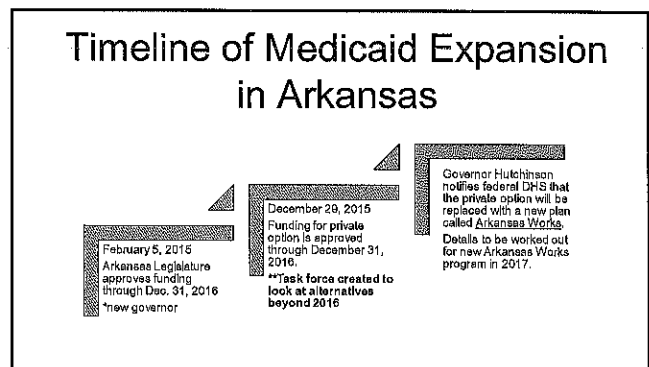 Timeline of Medicaid Expansion
in Arkansas
February 5, 2015
Arkansas Legislature
approves funding
through Dec. 31, 2016
*new governor
December 29, 2015
Funding for private
option is approved
through December 31,
2016.
**Task force created to
look at alternatives
beyond 2016
Governor Hutchinson
notifies federal DHS that
the private option will be
replaced with a new plan
called Arkansas Works.
Details to be worked out
for new Arkansas Works
program in 2017.